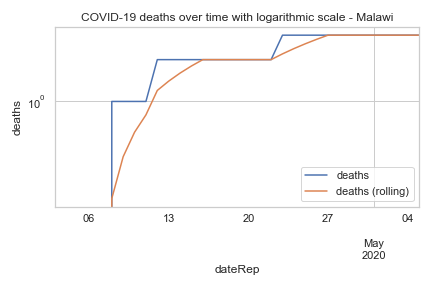 COVID-19 deaths over time with logarithmic scale - Malawi
deaths
10⁰
deaths
deaths (rolling)
06 13 20 27 04
May
2020
dateRep